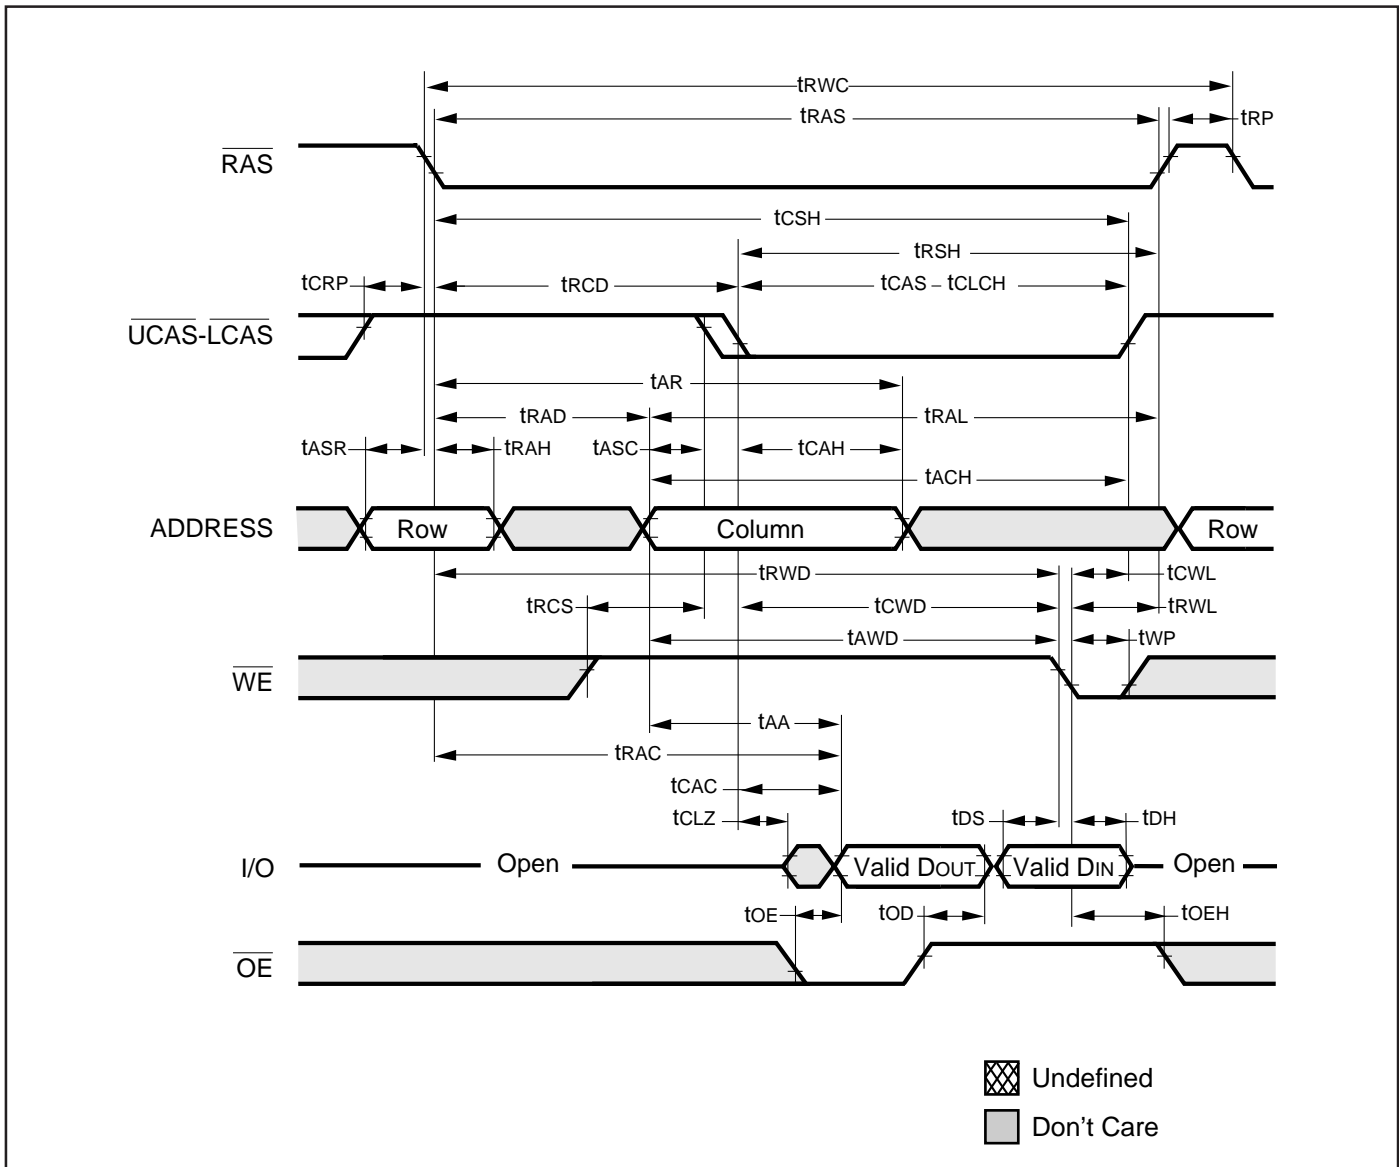 tRWC
tRAS
tRP
RAS
tCSH
tRSH
tCRP
tRCD
tCAS – tCLCH
UCAS-LCAS
tAR
tRAD
tRAL
tASR
tRAH
tASC
tCAH
tACH
ADDRESS
Row
Column
Row
tRWD
tCWL
tRCS
tCWD
tRWL
tAWD
tWP
WE
tAA
tRAC
tCAC
tCLZ
tDS
tDH
I/O
Open
Valid DOUT
Valid DIN
Open
tOE
tOD
tOEH
OE
Undefined
Don't Care